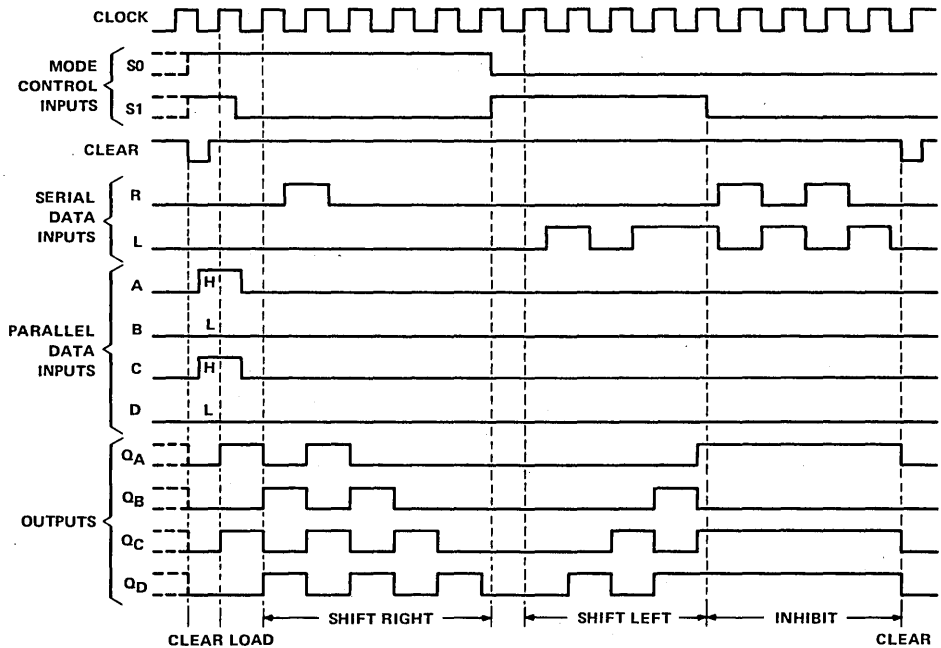 CLOCK
MODE
CONTROL
INPUTS
S0
S1
CLEAR
SERIAL
DATA
INPUTS
R
L
PARALLEL
DATA
INPUTS
A
H
B
L
C
H
D
L
OUTPUTS
QA
QB
QC
QD
SHIFT RIGHT
SHIFT LEFT
INHIBIT
CLEAR LOAD
CLEAR